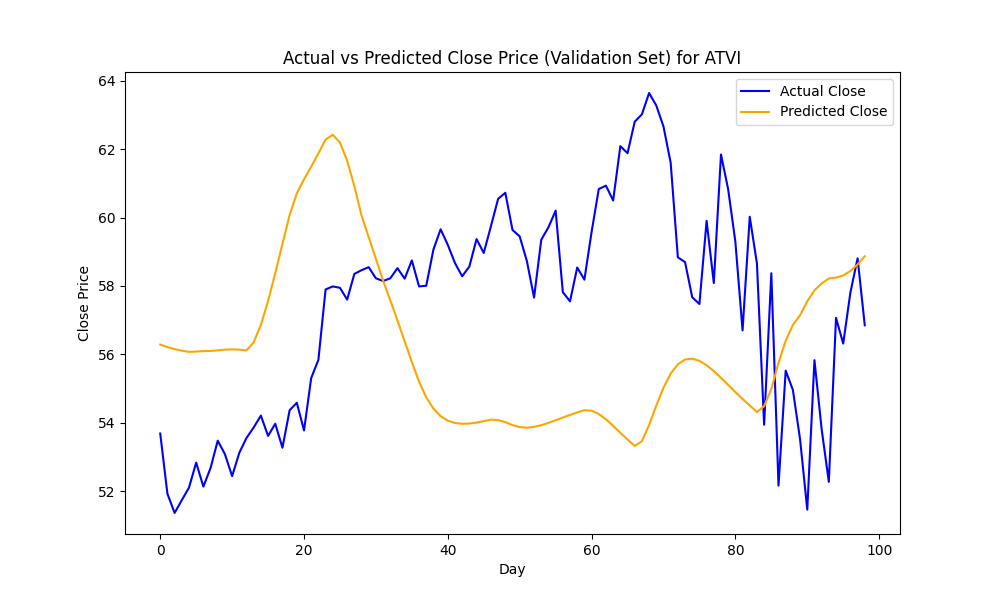 Actual vs Predicted Close Price (Validation Set) for ATVI
Actual Close
Predicted Close
64
62
60
58
56
54
52
Close Price
0 20 40 60 80 100
Day